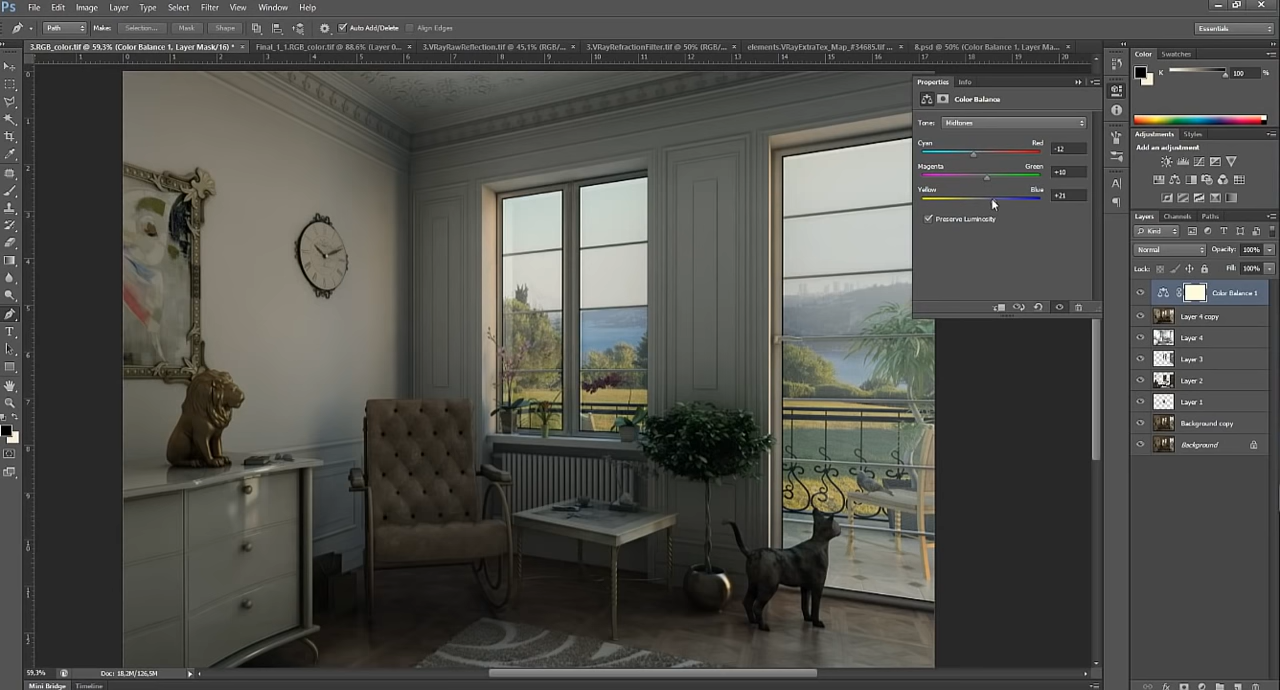 Ps File Edit Image Layer Type Select Filter View Window Help
Path Make: Selection... Mask Shape Auto Add/Delete Align Edges Essentials
3.RGB_color.tif @ 59,3% (Color Balance 1, Layer Mask/16) * × Final_1_1.RGB_color.tif @ 88.6% (Layer 0... × 3.VRayRawReflection.tif @ 45,1% (RGB/... × 3.VRayRefractionFilter.tif @ 50% (RGB/... × elements.VRayExtraTex_Map_#34685.tif ... × 8.psd @ 50% (Color Balance 1, Layer Ma... ×
Properties Info
Color Balance
Tone: Midtones
Cyan Red -12
Magenta Green +10
Yellow Blue +21
Preserve Luminosity
Color Swatches
K 100 %
Adjustments Styles
Add an adjustment
Layers Channels Paths
Kind
Normal Opacity: 100%
Lock: Fill: 100%
Color Balance 1
Layer 4 copy
Layer 4
Layer 3
Layer 2
Layer 1
Background copy
Background
59,3% Doc: 18,2M/126,5M
Mini Bridge Timeline